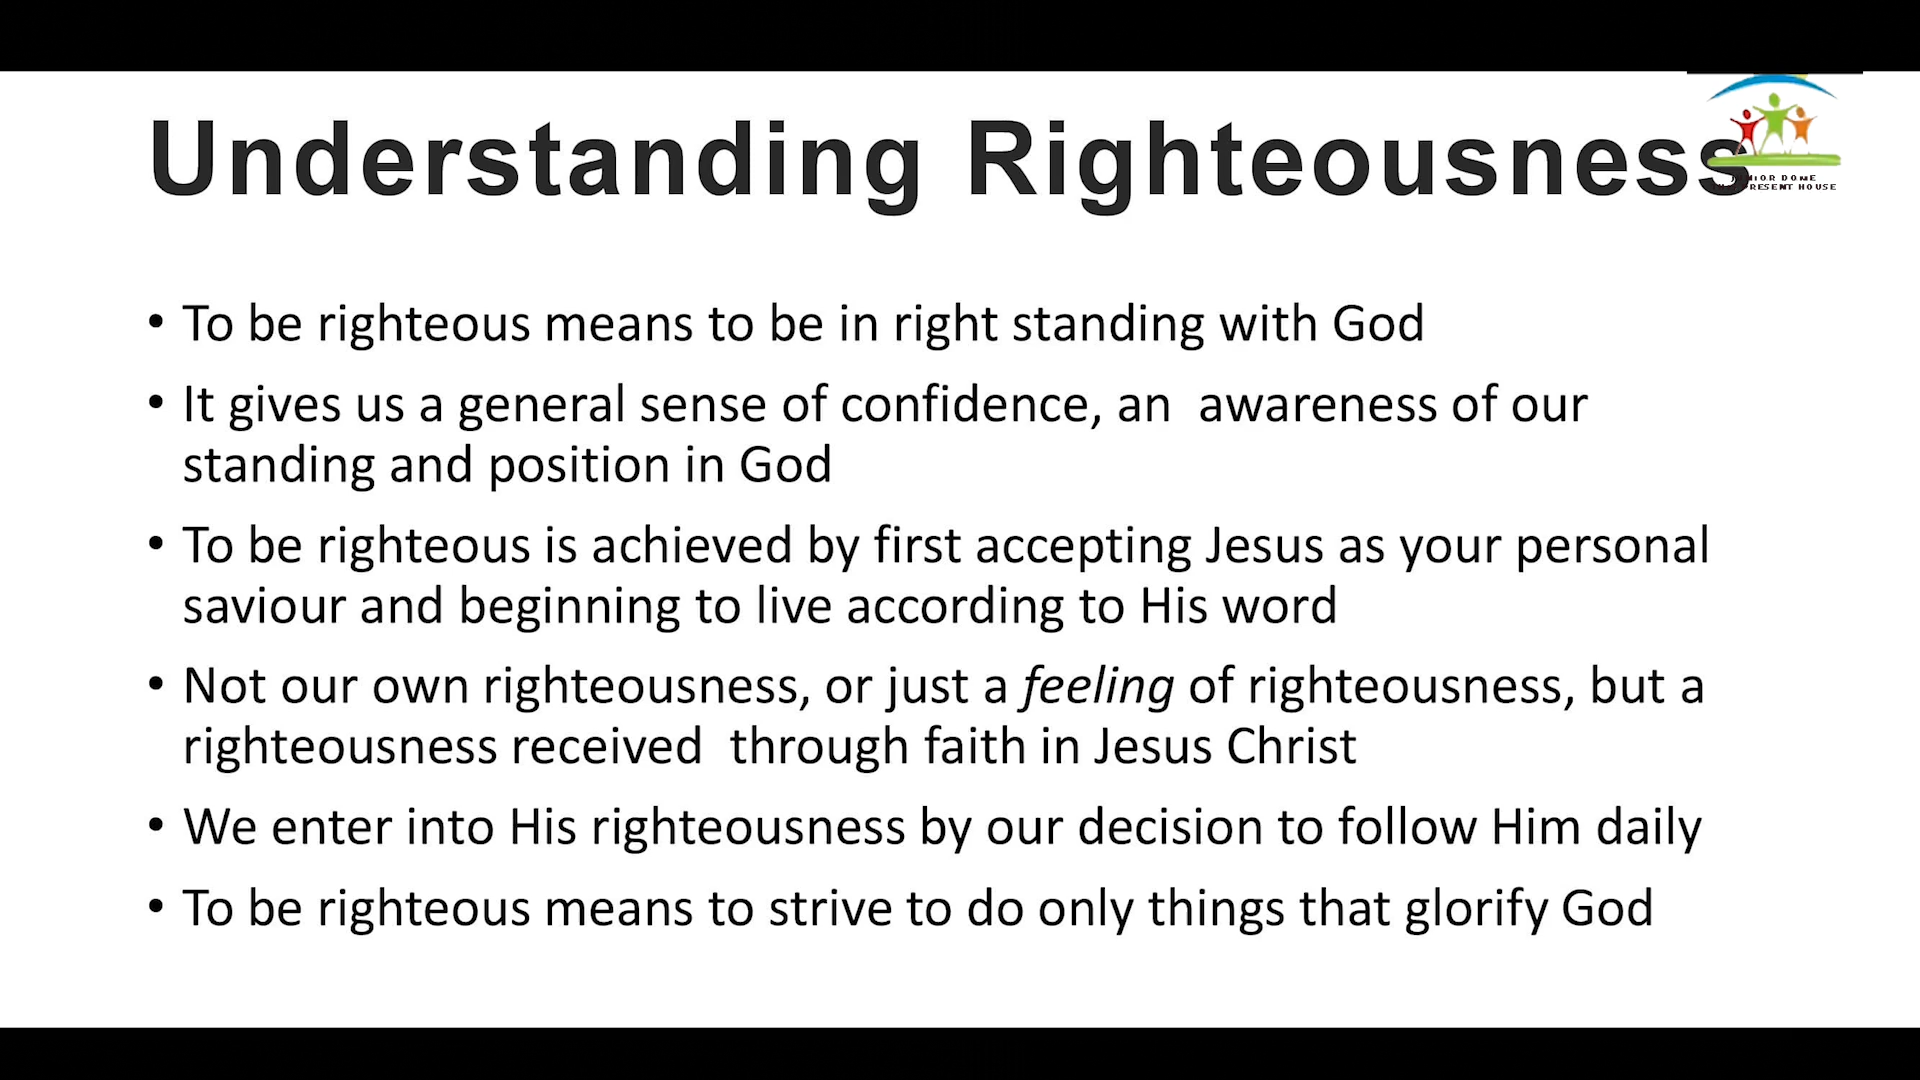 Understanding Righteousness
JUNIOR DOME
PRESENT HOUSE
• To be righteous means to be in right standing with God
• It gives us a general sense of confidence, an  awareness of our
standing and position in God
• To be righteous is achieved by first accepting Jesus as your personal
saviour and beginning to live according to His word
• Not our own righteousness, or just a feeling of righteousness, but a
righteousness received  through faith in Jesus Christ
• We enter into His righteousness by our decision to follow Him daily
• To be righteous means to strive to do only things that glorify God